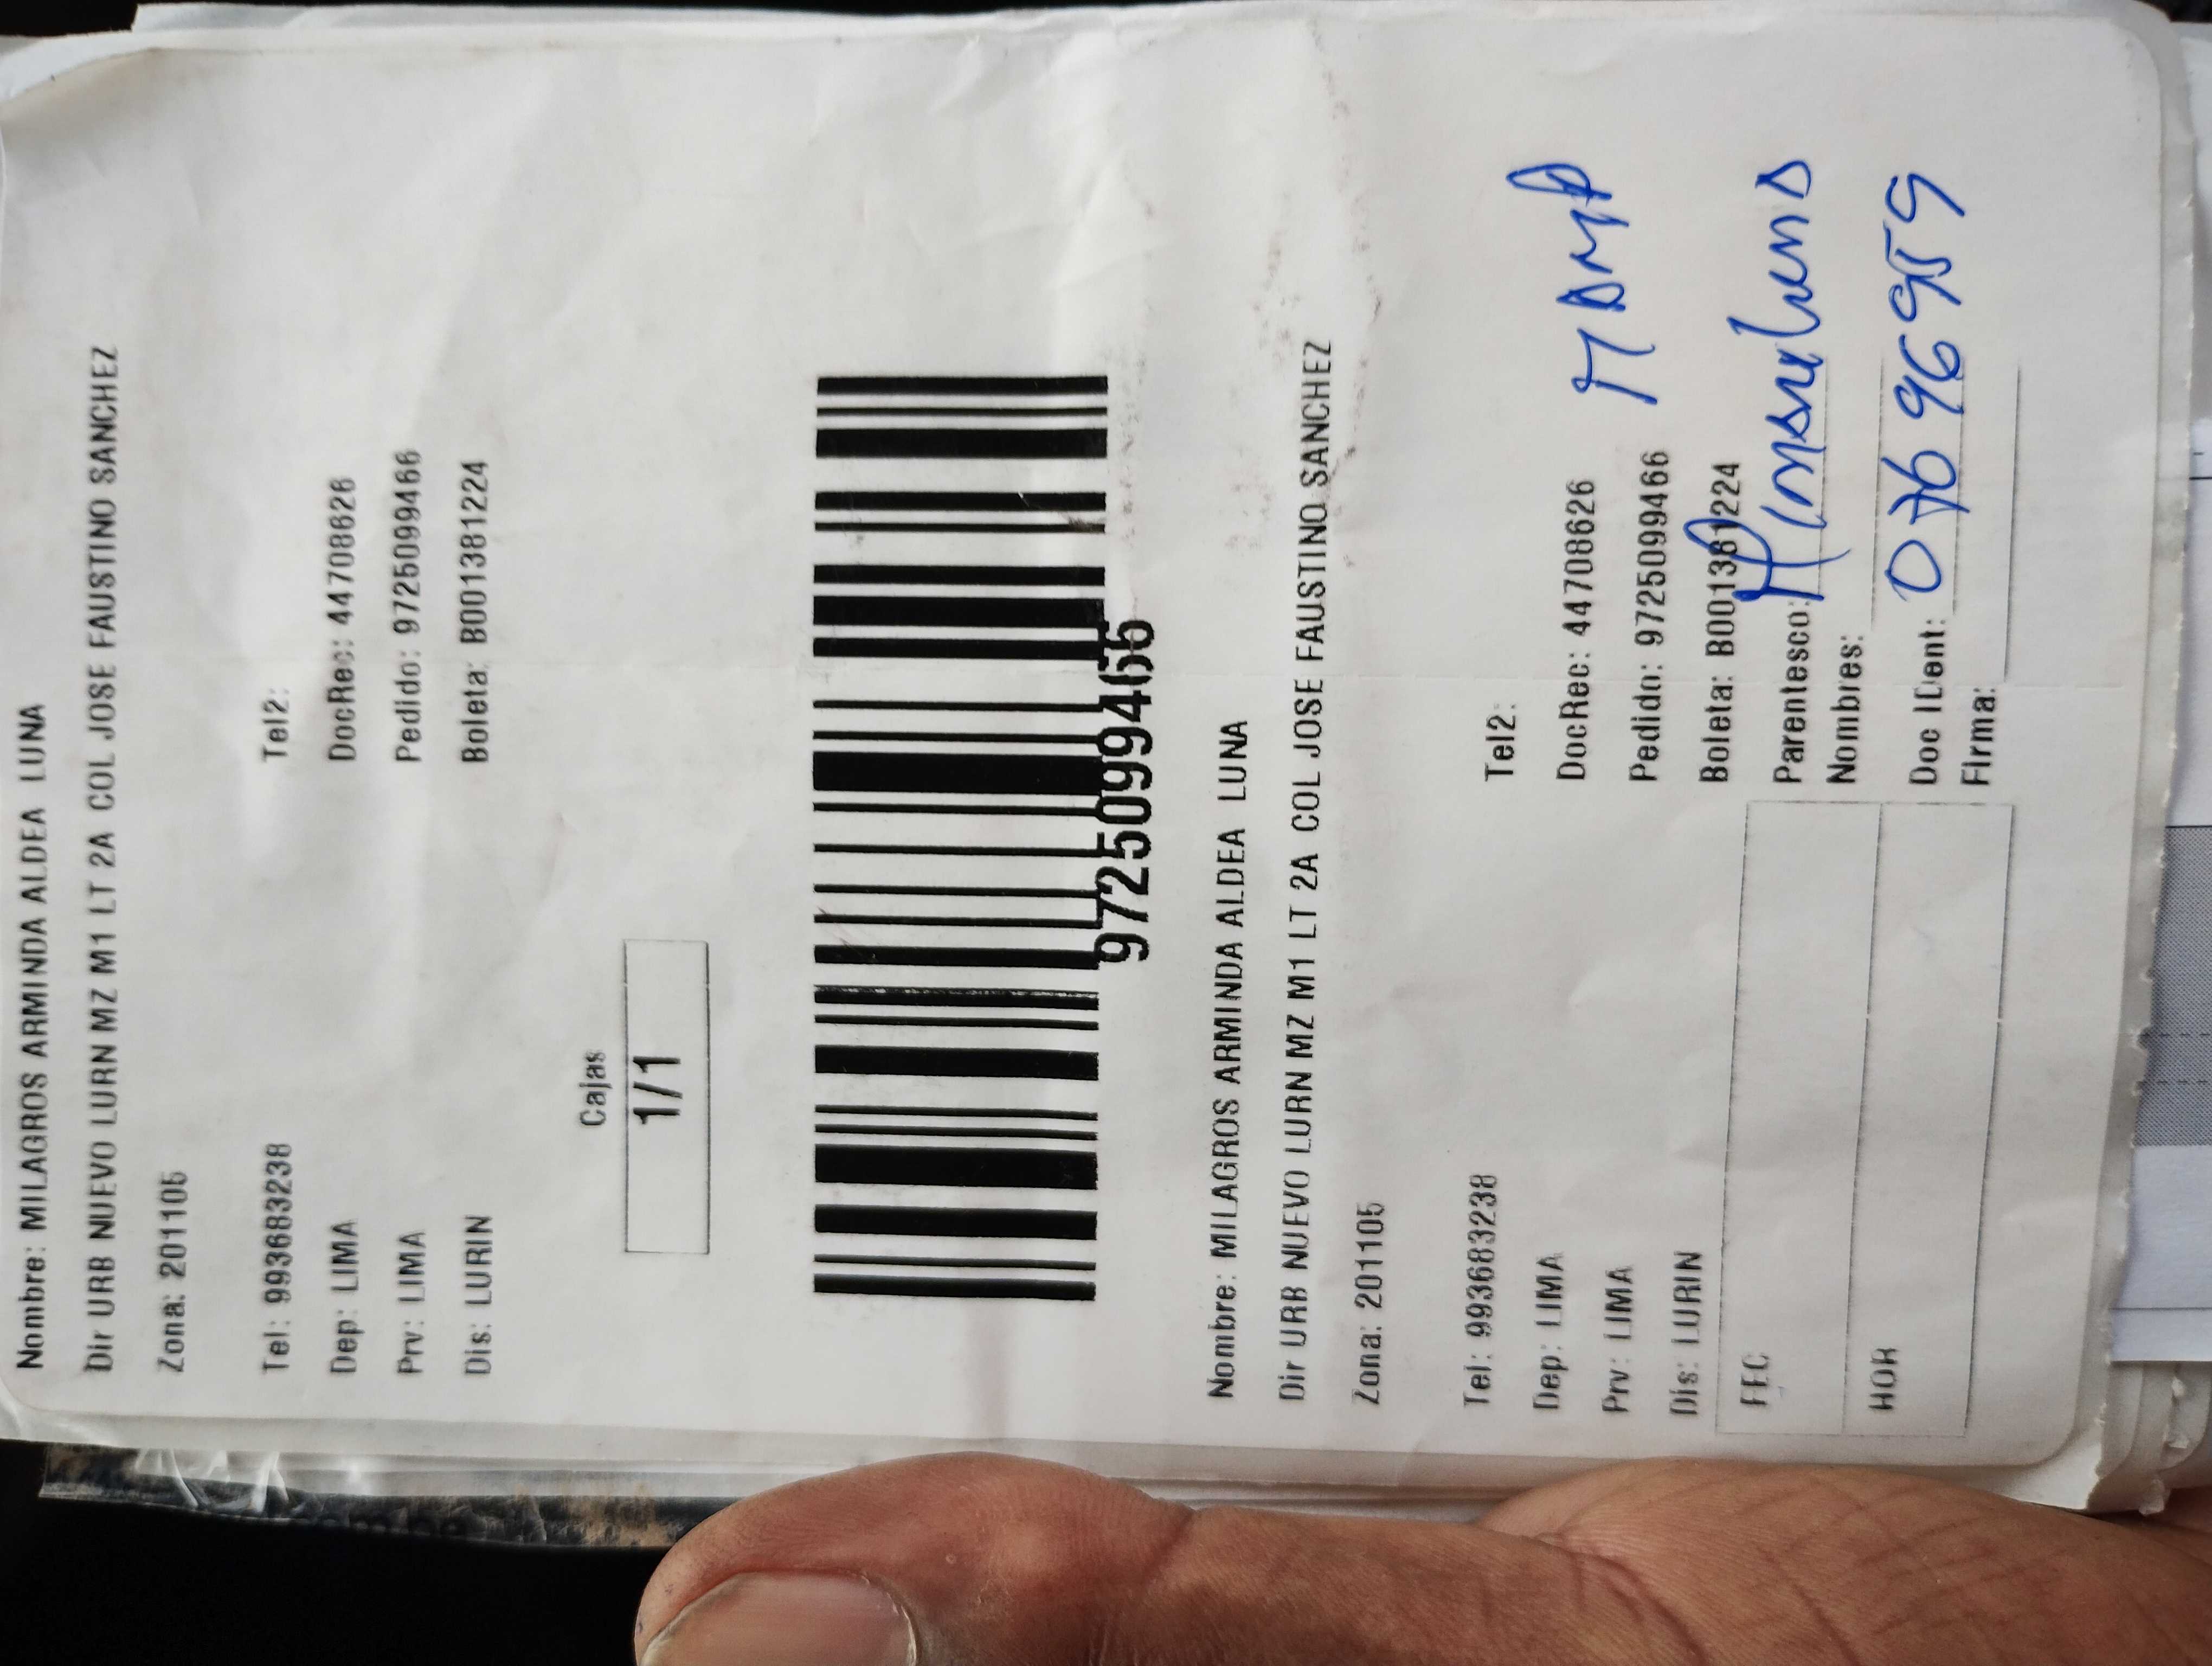 Nombre: MILAGROS ARMINDA ALDEA LUNA
Dir URB NUEVO LURN MZ M1 LT 2A COL JOSE FAUSTINO SANCHEZ
Zona: 201105
Tel: 993683238 Tel2:
Dep: LIMA DocRec: 44708626
Prv: LIMA Pedido: 97250999466
Dis: LURIN Boleta: B001381224
Cajas
1/1
97250999466
Nombre: MILAGROS ARMINDA ALDEA LUNA
Dir URB NUEVO LURN MZ M1 LT 2A COL JOSE FAUSTINO SANCHEZ
Zona: 201105
Tel: 993683238 Tel2:
Dep: LIMA DocRec: 44708626
Prv: LIMA Pedido: 97250999466
Dis: LURIN Boleta: B001381224
FEC Parentesco:
Nombres: Luna
HOR Doc IDent:
Firma: